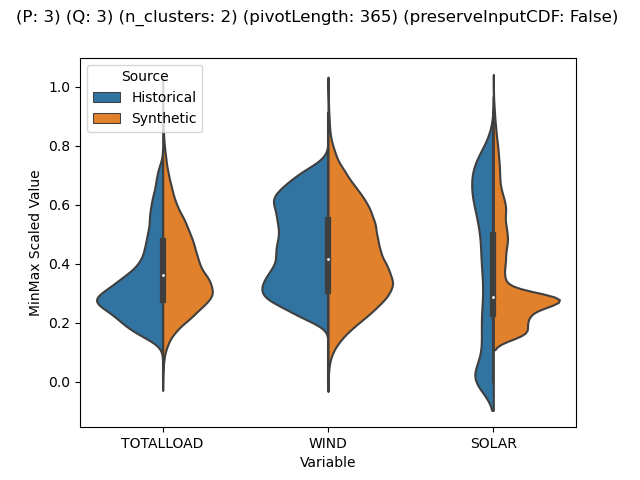 (P: 3) (Q: 3) (n_clusters: 2) (pivotLength: 365) (preserveInputCDF: False)
1.0
0.8
0.6
0.4
0.2
0.0
MinMax Scaled Value
Source
Historical
Synthetic
TOTALLOAD
WIND
SOLAR
Variable